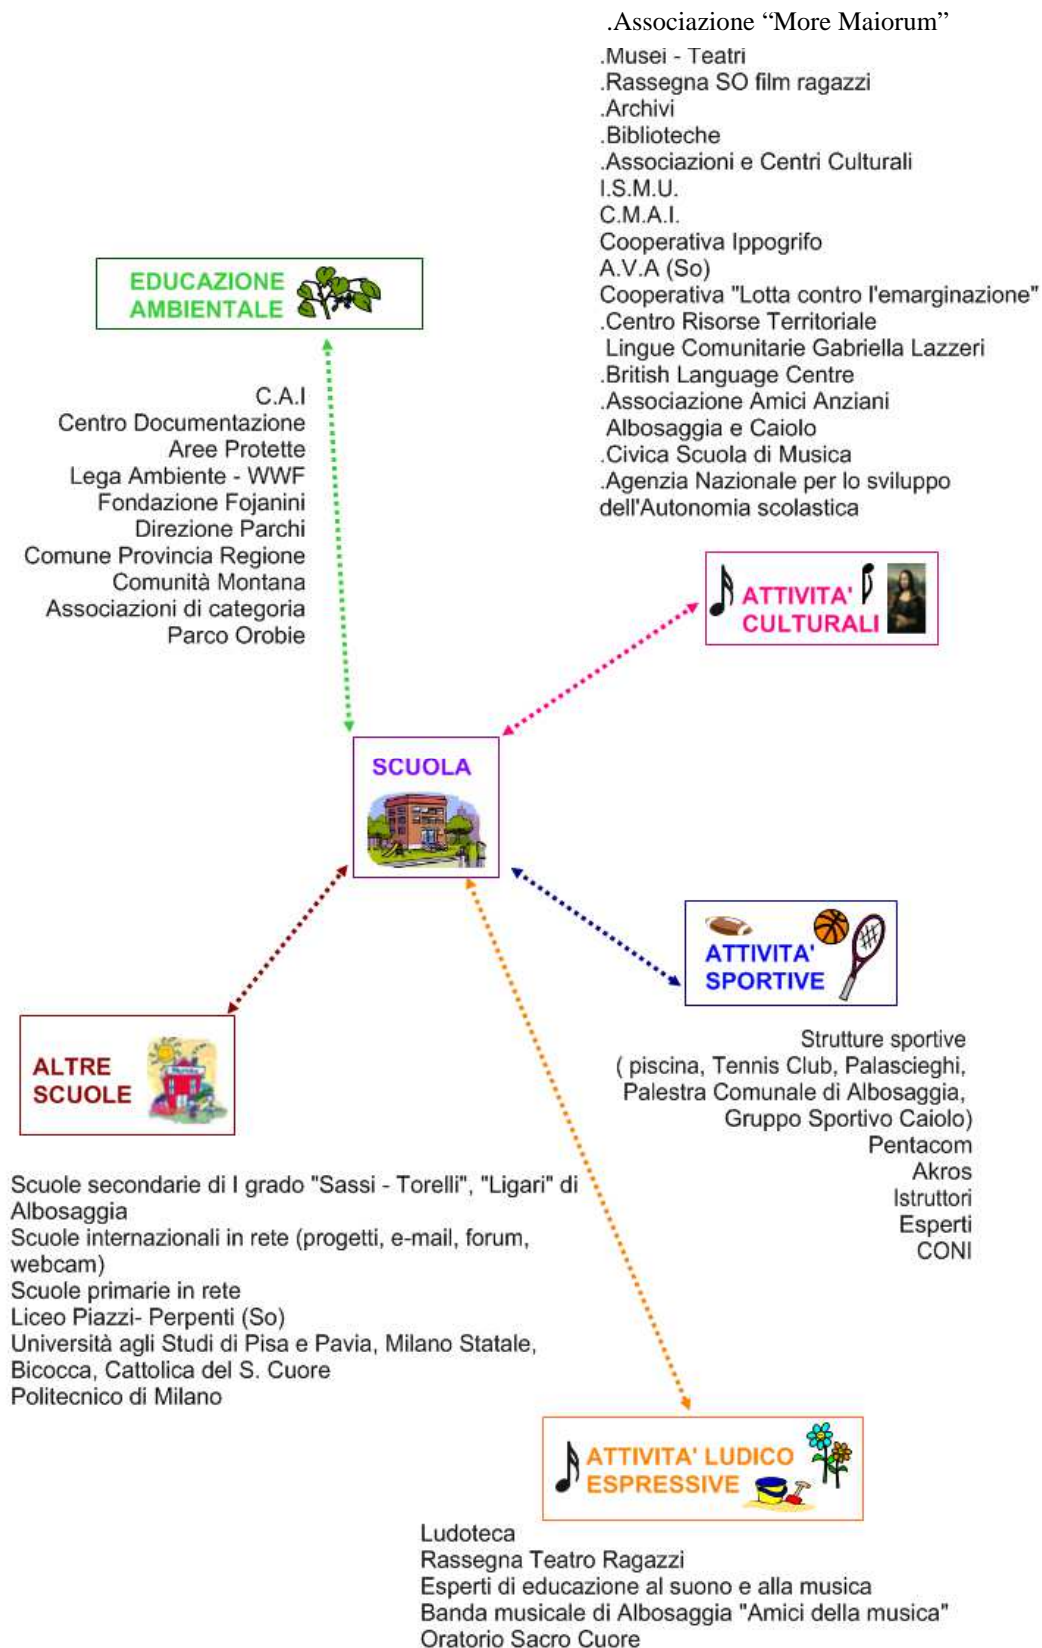 .Associazione “More Maiorum”
.Musei - Teatri
.Rassegna SO film ragazzi
.Archivi
.Biblioteche
.Associazioni e Centri Culturali
I.S.M.U.
C.M.A.I.
Cooperativa Ippogrifo
A.V.A (So)
Cooperativa "Lotta contro l'emarginazione"
.Centro Risorse Territoriale
Lingue Comunitarie Gabriella Lazzeri
.British Language Centre
.Associazione Amici Anziani
Albosaggia e Caiolo
.Civica Scuola di Musica
.Agenzia Nazionale per lo sviluppo
dell'Autonomia scolastica
EDUCAZIONE
AMBIENTALE
C.A.I
Centro Documentazione
Aree Protette
Lega Ambiente - WWF
Fondazione Fojanini
Direzione Parchi
Comune Provincia Regione
Comunità Montana
Associazioni di categoria
Parco Orobie
ATTIVITA'
CULTURALI
SCUOLA
ATTIVITA'
SPORTIVE
Strutture sportive
( piscina, Tennis Club, Palascieghi,
Palestra Comunale di Albosaggia,
Gruppo Sportivo Caiolo)
Pentacom
Akros
Istruttori
Esperti
CONI
ALTRE
SCUOLE
Scuole secondarie di I grado "Sassi - Torelli", "Ligari" di
Albosaggia
Scuole internazionali in rete (progetti, e-mail, forum,
webcam)
Scuole primarie in rete
Liceo Piazzi- Perpenti (So)
Università agli Studi di Pisa e Pavia, Milano Statale,
Bicocca, Cattolica del S. Cuore
Politecnico di Milano
ATTIVITA' LUDICO
ESPRESSIVE
Ludoteca
Rassegna Teatro Ragazzi
Esperti di educazione al suono e alla musica
Banda musicale di Albosaggia "Amici della musica"
Oratorio Sacro Cuore